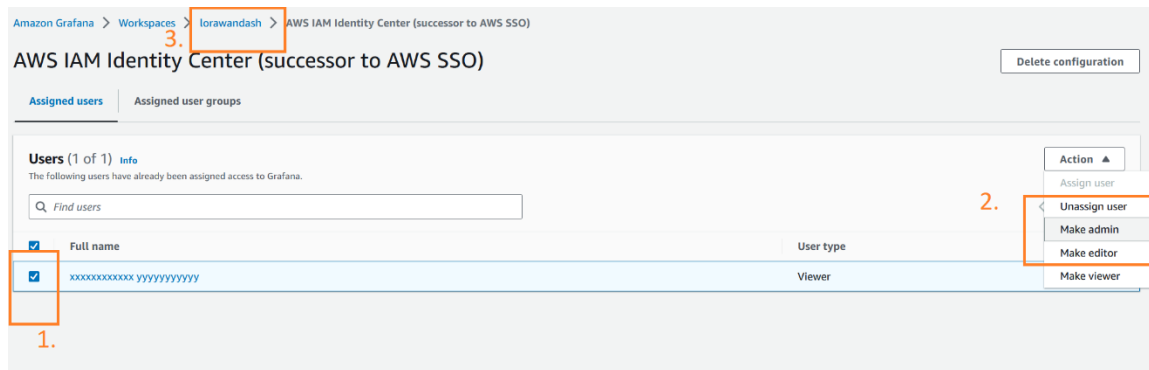 Amazon Grafana > Workspaces > lorawandash > AWS IAM Identity Center (successor to AWS SSO)
3.
AWS IAM Identity Center (successor to AWS SSO)
Delete configuration
Assigned users
Assigned user groups
Users (1 of 1) Info
Action
The following users have already been assigned access to Grafana.
Assign user
Find users
2.
Unassign user
Make admin
Full name
User type
Make editor
xxxxxxxxxxxx yyyyyyyyyyy
Viewer
Make viewer
1.